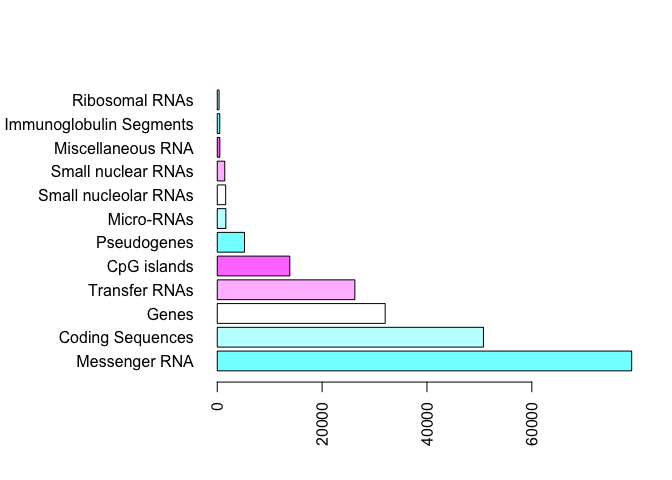 Ribosomal RNAs
Immunoglobulin Segments
Miscellaneous RNA
Small nuclear RNAs
Small nucleolar RNAs
Micro-RNAs
Pseudogenes
CpG islands
Transfer RNAs
Genes
Coding Sequences
Messenger RNA
0
20000
40000
60000